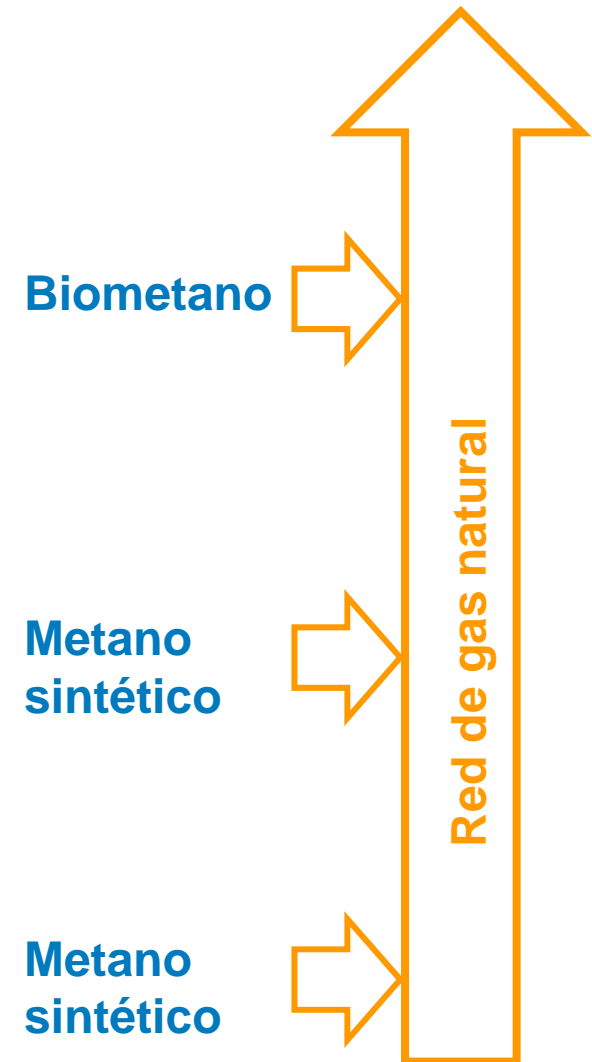 Biometano
Red de gas natural
Metano
sintético
Metano
sintético